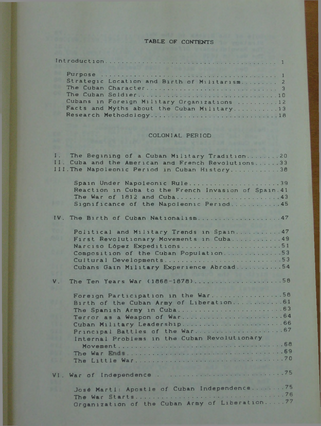 TABLE OF CONTENTS
Introduction 1
Purpose 1
Strategic Location and Birth of Militarism 2
The Cuban Character 3
The Cuban Soldier 10
Cubans in Foreign Military Organizations 12
Facts and Myths about the Cuban Military 13
Research Methodology 18
COLONIAL PERIOD
I. The Begining of a Cuban Military Tradition 20
II. Cuba and the American and French Revolutions 33
III. The Napoleonic Period in Cuban History 38
Spain Under Napoleonic Rule 39
Reaction in Cuba to the French Invasion of Spain 41
The War of 1812 and Cuba 43
Significance of the Napoleonic Period 45
IV. The Birth of Cuban Nationalism 47
Political and Military Trends in Spain 47
First Revolutionary Movements in Cuba 49
Narciso López Expeditions 51
Composition of the Cuban Population 53
Cultural Developments 53
Cubans Gain Military Experience Abroad 54
V. The Ten Years War (1868-1878) 58
Foreign Participation in the War 58
Birth of the Cuban Army of Liberation 61
The Spanish Army in Cuba 63
Terror as a Weapon of War 64
Cuban Military Leadership 66
Principal Battles of the War 67
Internal Problems in the Cuban Revolutionary
Movement 68
The War Ends 69
The Little War 70
VI. War of Independence 75
José Martí: Apostle of Cuban Independence 75
The War Starts 76
Organization of the Cuban Army of Liberation 77